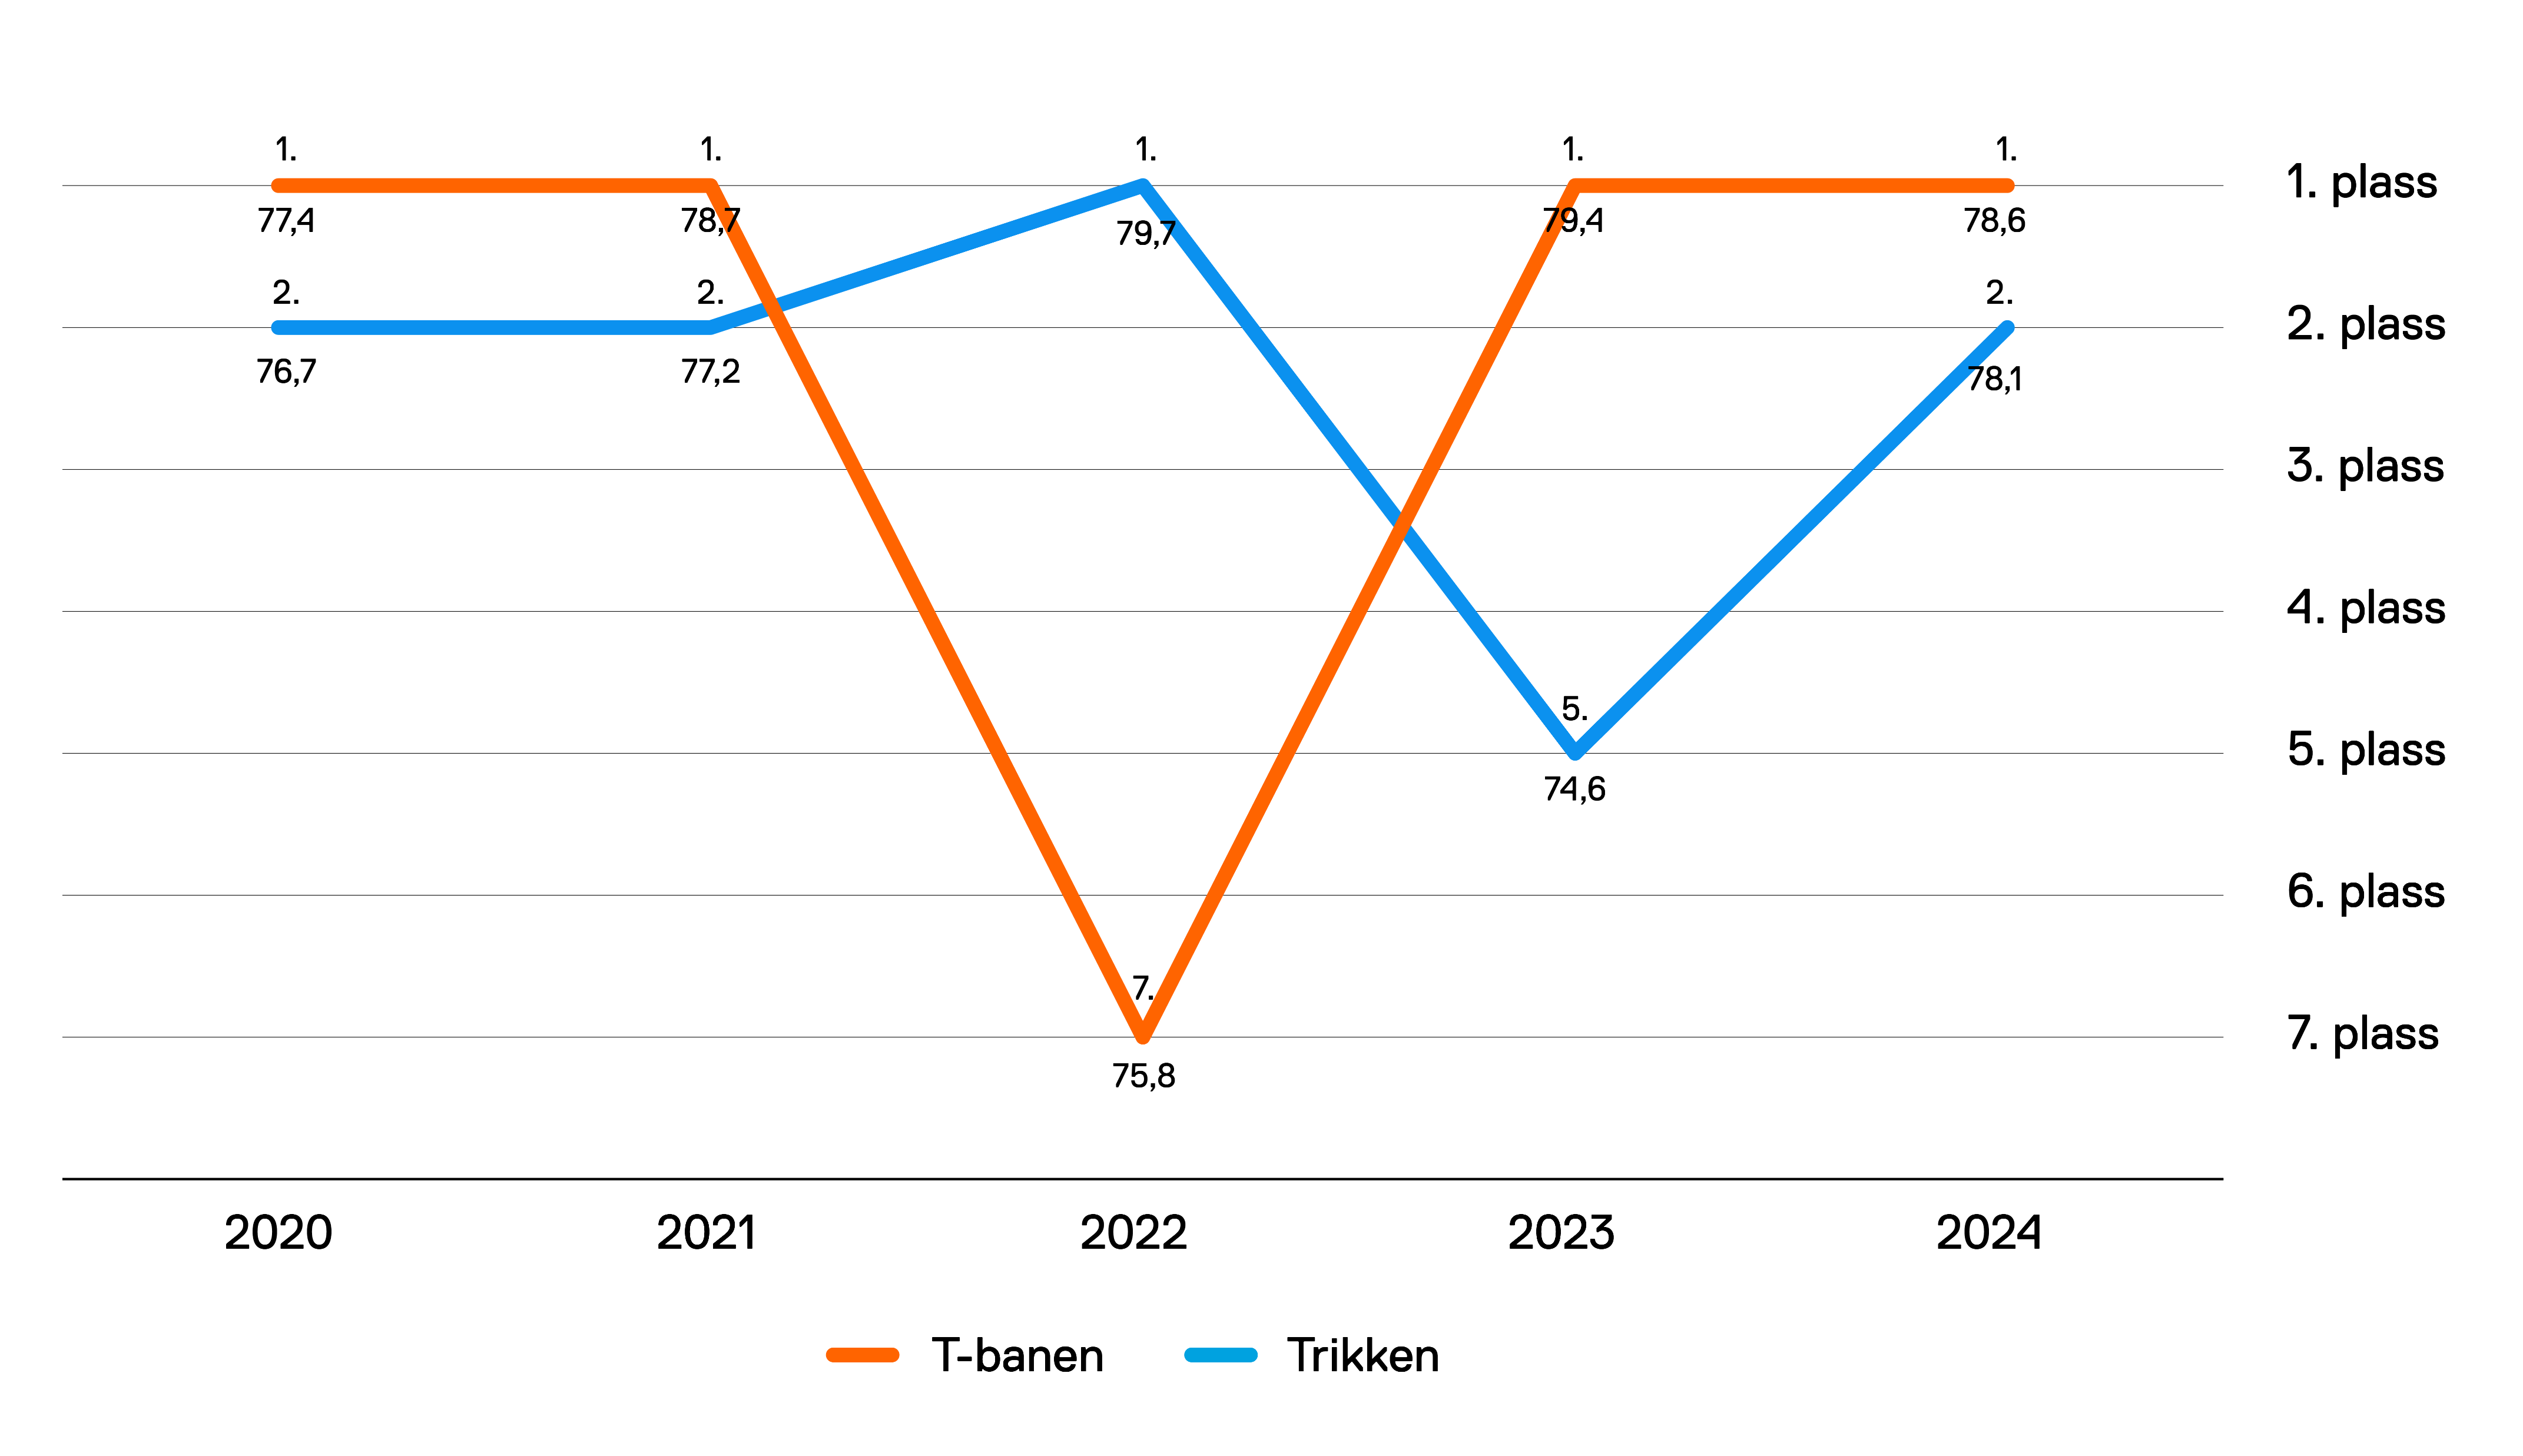 1. 1. 1. 1. 1.
1. plass
77,4 78,7 79,7 79,4 78,6
2. 2. 2.
2. plass
76,7 77,2 78,1
3. plass
4. plass
5.
5. plass
74,6
6. plass
7.
7. plass
75,8
2020 2021 2022 2023 2024
T-banen Trikken